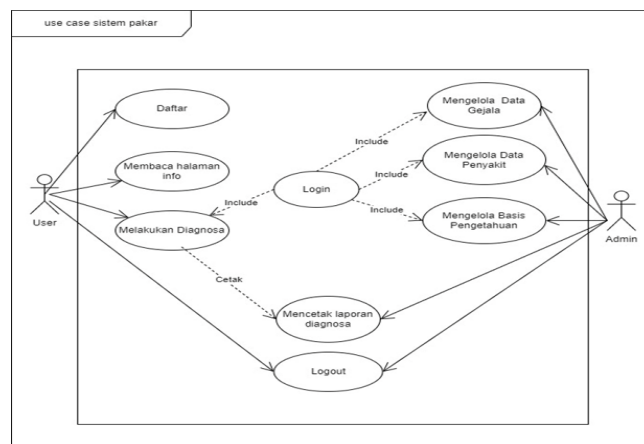 use case sistem pakar
Daftar
Membaca halaman
info
Melakukan Diagnosa
User
Login
Include
Include
Include
Include
Mengelola Data
Gejala
Mengelola Data
Penyakit
Mengelola Basis
Pengetahuan
Admin
Cetak
Mencetak laporan
diagnosa
Logout